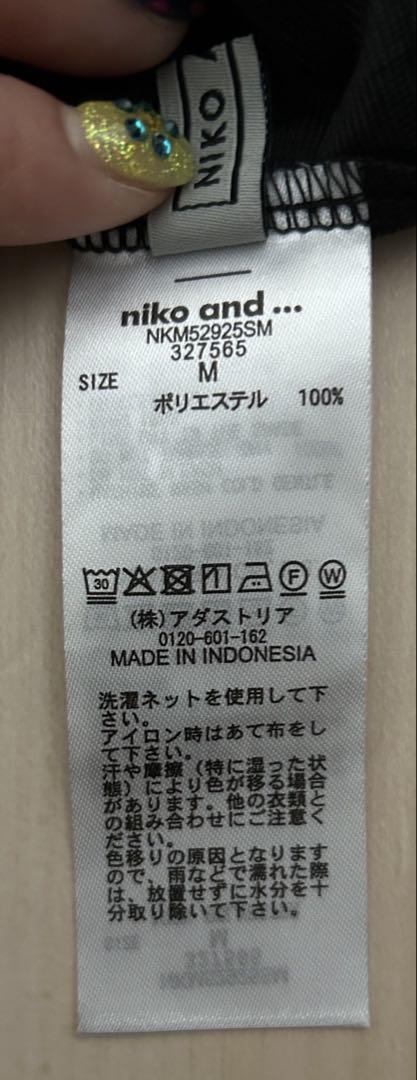 NIKO
niko and ...
NKM52925SM
327565
SIZE M
ポリエステル 100%
30 F W
(株)アダストリア
0120-601-162
MADE IN INDONESIA
洗濯ネットを使用して下
さい。
アイロン時はあて布をし
て下さい。
汗や摩擦(特に湿った状
態)により色が移る場合
があります。他の衣類と
の組み合わせにご注意く
ださい。
色移りの原因となります
ので、雨などで濡れた際
は、放置せずに水分を十
分取り除いて下さい。